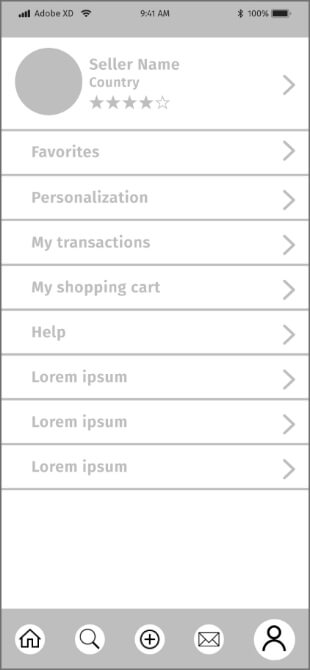 Adobe XD 9:41 AM 100%
Seller Name
Country
Favorites
Personalization
My transactions
My shopping cart
Help
Lorem ipsum
Lorem ipsum
Lorem ipsum